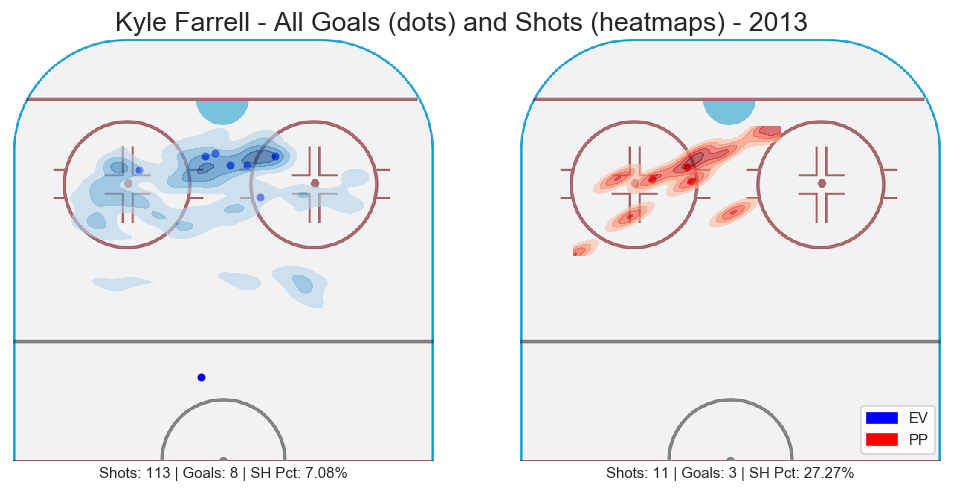 Kyle Farrell - All Goals (dots) and Shots (heatmaps) - 2013
EV
PP
Shots: 113 | Goals: 8 | SH Pct: 7.08%
Shots: 11 | Goals: 3 | SH Pct: 27.27%